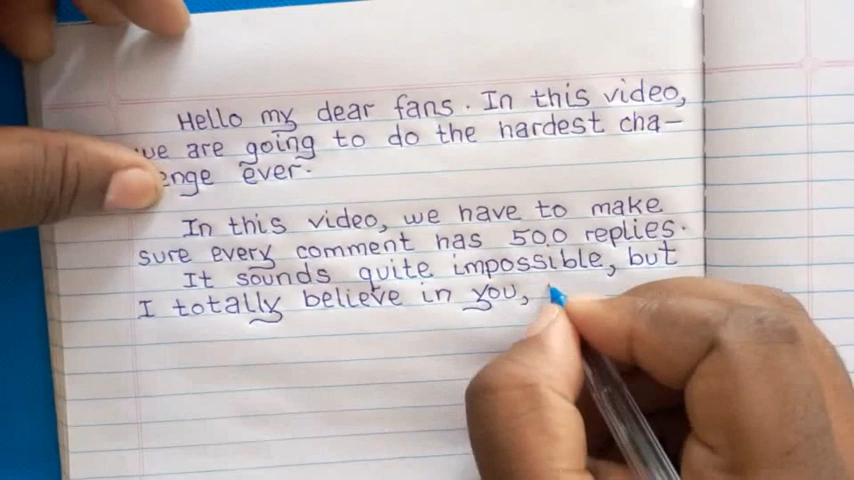 Hello my dear fans. In this video,
we are going to do the hardest cha-
enge ever.
In this video, we have to make
sure every comment has 500 replies.
It sounds quite impossible, but
I totally believe in you,